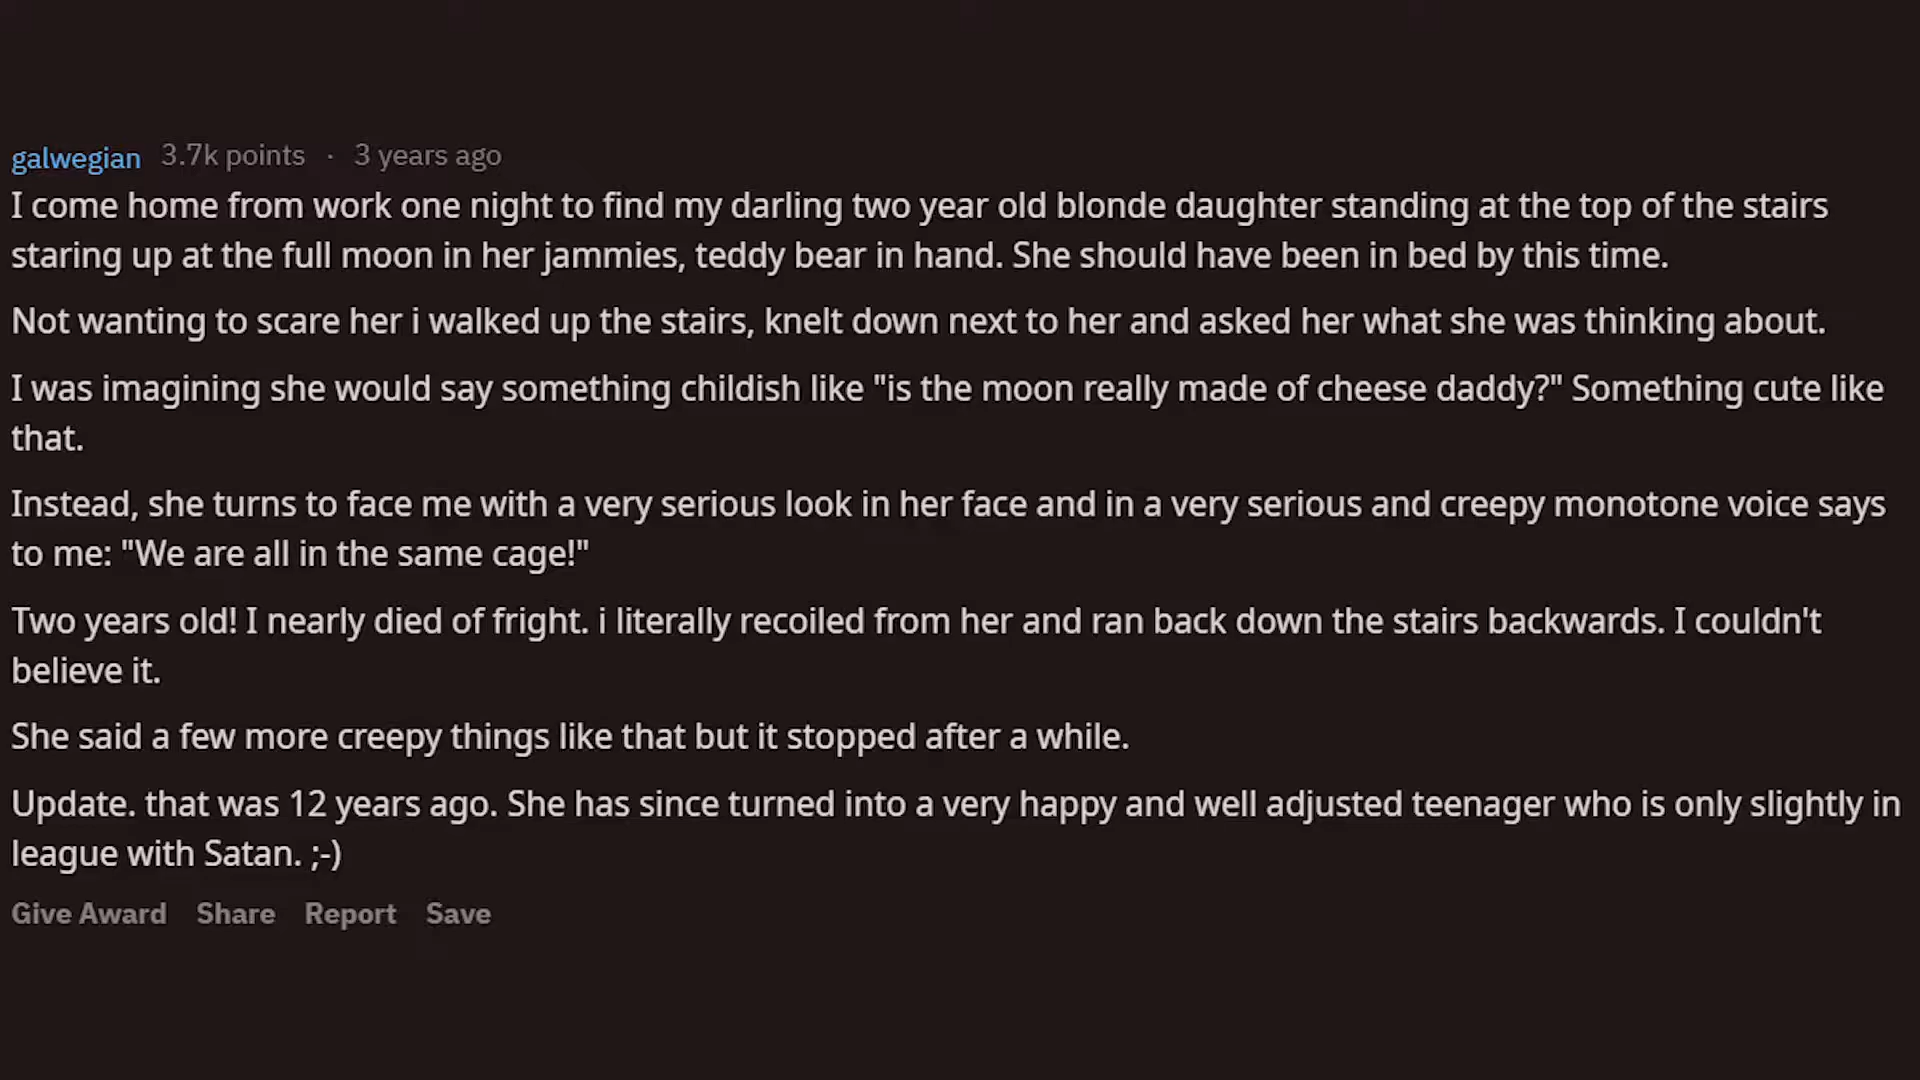 galwegian 3.7k points · 3 years ago
I come home from work one night to find my darling two year old blonde daughter standing at the top of the stairs
staring up at the full moon in her jammies, teddy bear in hand. She should have been in bed by this time.
Not wanting to scare her i walked up the stairs, knelt down next to her and asked her what she was thinking about.
I was imagining she would say something childish like "is the moon really made of cheese daddy?" Something cute like
that.
Instead, she turns to face me with a very serious look in her face and in a very serious and creepy monotone voice says
to me: "We are all in the same cage!"
Two years old! I nearly died of fright. i literally recoiled from her and ran back down the stairs backwards. I couldn't
believe it.
She said a few more creepy things like that but it stopped after a while.
Update. that was 12 years ago. She has since turned into a very happy and well adjusted teenager who is only slightly in
league with Satan. ;-)
Give Award Share Report Save